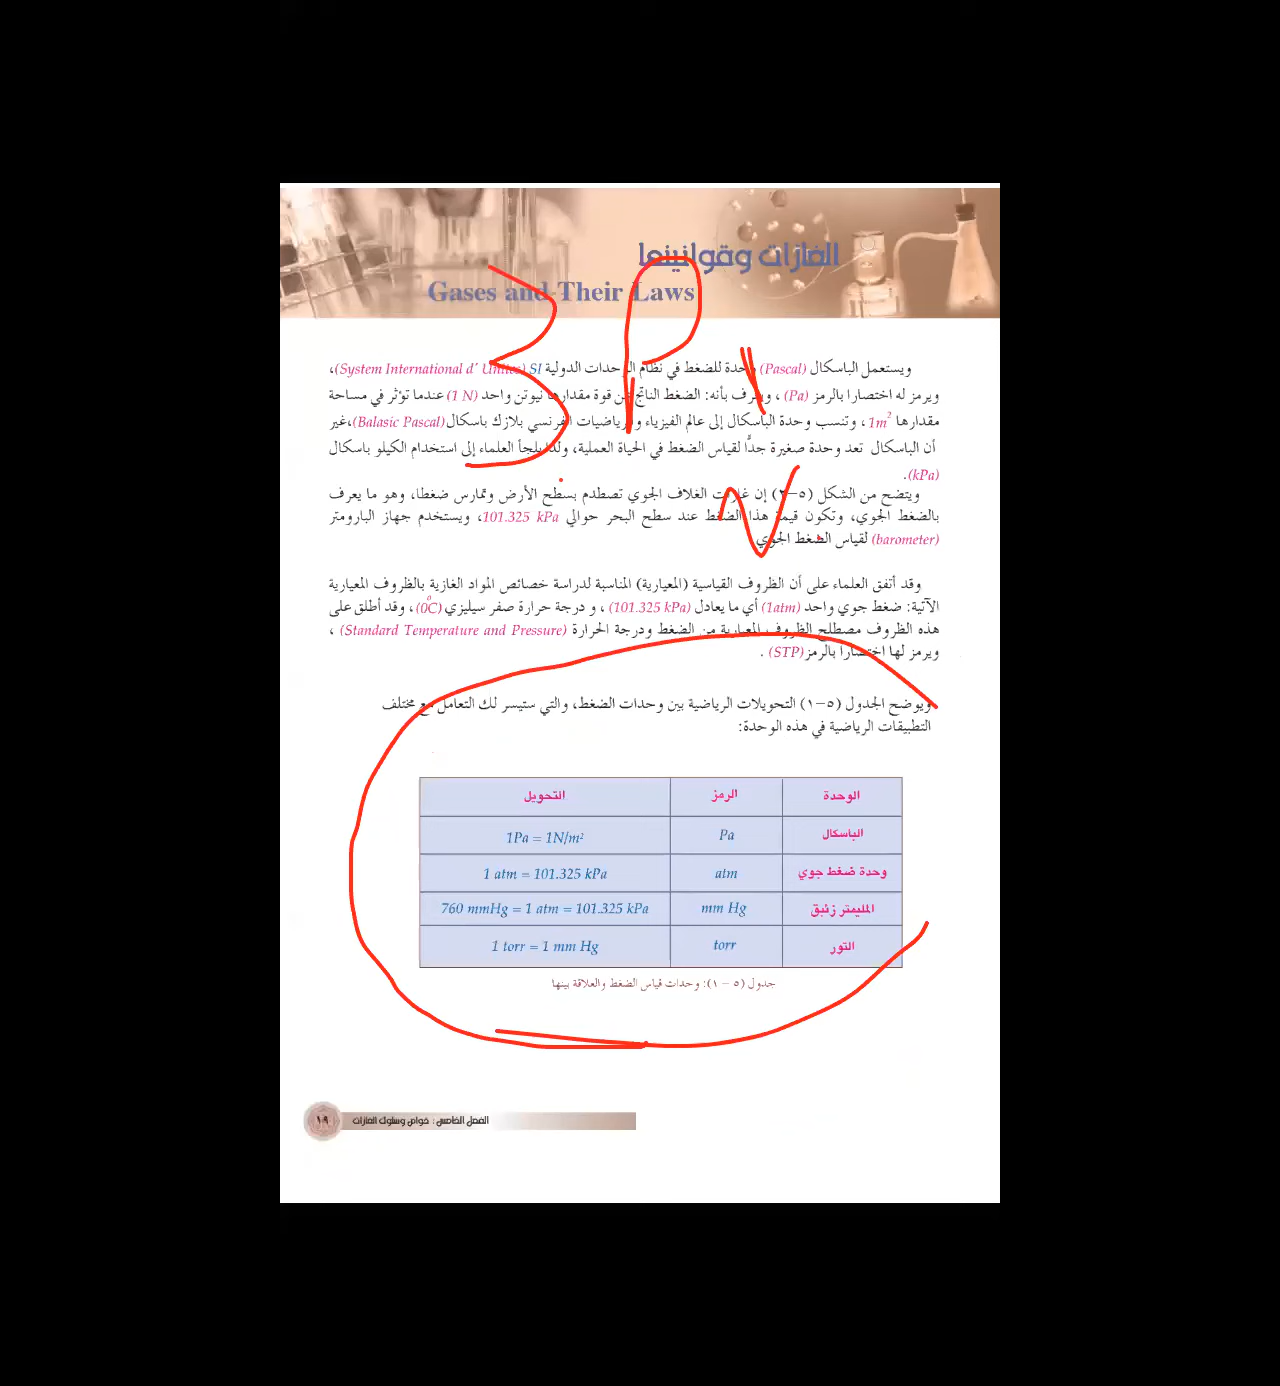 الغازات وقوانينها
Gases and Their Laws
ويستعمل الباسكال (Pascal) وحدة للضغط في نظام الوحدات الدولية SI (System International d' Unites)،
ويرمز له اختصارا بالرمز (Pa) ، ويعرف بأنه: الضغط الناتج عن قوة مقدارها نيوتن واحد (1 N) عندما تؤثر في مساحة
مقدارها 1m²، وتنسب وحدة الباسكال إلى عالم الفيزياء والرياضيات الفرنسي بلازك باسكال(Balasic Pascal)،غير
أن الباسكال تعد وحدة صغيرة جدًّا لقياس الضغط في الحياة العملية، ولذا يلجأ العلماء إلى استخدام الكيلو باسكال
(kPa).
ويتضح من الشكل (٥-٢) إن غازات الغلاف الجوي تصطدم بسطح الأرض وتمارس ضغطا، وهو ما يعرف
بالضغط الجوي، وتكون قيمة هذا الضغط عند سطح البحر حوالي 101.325 kPa، ويستخدم جهاز البارومتر
(barometer) لقياس الضغط الجوي
وقد أتفق العلماء على أن الظروف القياسية (المعيارية) المناسبة لدراسة خصائص المواد الغازية بالظروف المعيارية
الآتية: ضغط جوي واحد (1atm) أي ما يعادل (101.325 kPa) ، و درجة حرارة صفر سيليزي (0°C)، وقد أطلق على
هذه الظروف مصطلح الظروف المعيارية من الضغط ودرجة الحرارة (Standard Temperature and Pressure) ،
ويرمز لها اختصارا بالرمز(STP) .
ويوضح الجدول (٥-١) التحويلات الرياضية بين وحدات الضغط، والتي ستيسر لك التعامل مع مختلف
التطبيقات الرياضية في هذه الوحدة:
الوحدة الرمز التحويل
الباسكال Pa 1Pa = 1N/m²
وحدة ضغط جوي atm 1 atm = 101.325 kPa
المليمتر زئبق mm Hg 760 mmHg = 1 atm = 101.325 kPa
التور torr 1 torr = 1 mm Hg
جدول (٥ - ١): وحدات قياس الضغط والعلاقة بينها
الفصل الخامس : خواص وسلوك الغازات
١٩